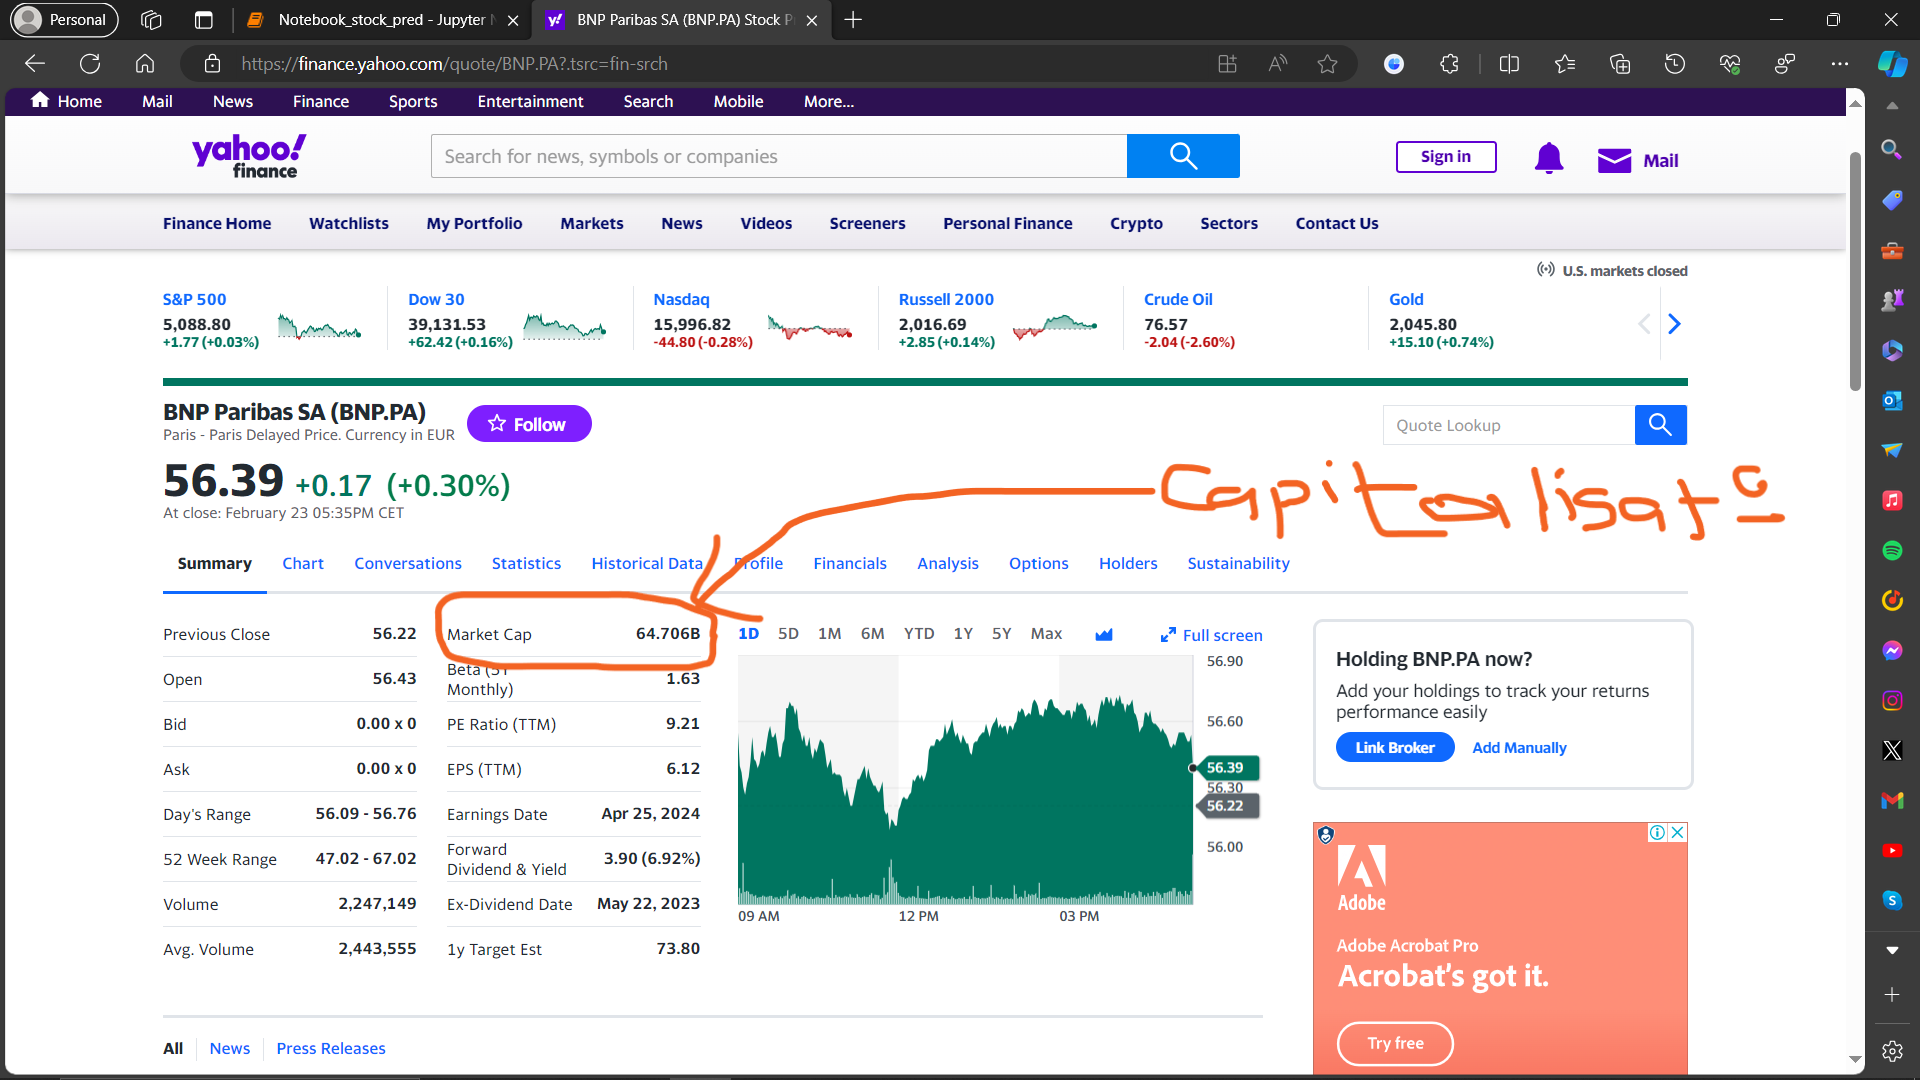 Personal
Notebook_stock_pred - Jupyter N
BNP Paribas SA (BNP.PA) Stock P
https://finance.yahoo.com/quote/BNP.PA?.tsrc=fin-srch
Home Mail News Finance Sports Entertainment Search Mobile More...
yahoo!
finance
Search for news, symbols or companies
Sign in
Mail
Finance Home Watchlists My Portfolio Markets News Videos Screeners Personal Finance Crypto Sectors Contact Us
U.S. markets closed
S&P 500
5,088.80
+1.77 (+0.03%)
Dow 30
39,131.53
+62.42 (+0.16%)
Nasdaq
15,996.82
-44.80 (-0.28%)
Russell 2000
2,016.69
+2.85 (+0.14%)
Crude Oil
76.57
-2.04 (-2.60%)
Gold
2,045.80
+15.10 (+0.74%)
BNP Paribas SA (BNP.PA)
Follow
Paris - Paris Delayed Price. Currency in EUR
Quote Lookup
56.39 +0.17 (+0.30%)
At close: February 23 05:35PM CET
Capitalisat°
Summary Chart Conversations Statistics Historical Data Profile Financials Analysis Options Holders Sustainability
Previous Close 56.22
Open 56.43
Bid 0.00 x 0
Ask 0.00 x 0
Day's Range 56.09 - 56.76
52 Week Range 47.02 - 67.02
Volume 2,247,149
Avg. Volume 2,443,555
Market Cap 64.706B
Beta (5Y
Monthly) 1.63
PE Ratio (TTM) 9.21
EPS (TTM) 6.12
Earnings Date Apr 25, 2024
Forward
Dividend & Yield 3.90 (6.92%)
Ex-Dividend Date May 22, 2023
1y Target Est 73.80
1D 5D 1M 6M YTD 1Y 5Y Max
Full screen
56.90
56.60
56.39
56.30
56.22
56.00
09 AM 12 PM 03 PM
Holding BNP.PA now?
Add your holdings to track your returns
performance easily
Link Broker Add Manually
Adobe
Adobe Acrobat Pro
Acrobat's got it.
Try free
All News Press Releases